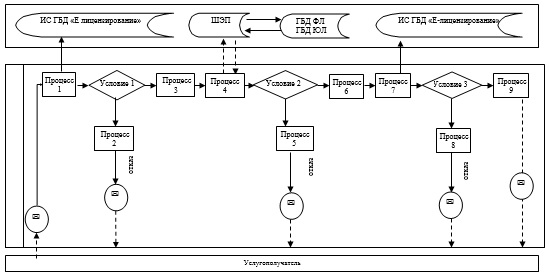 ИС ГБД «Е лицензирование»
ШЭП
ГБД ФЛ
ГБД ЮЛ
ИС ГБД «Е-лицензирование»
Процесс
1
Условие 1
Процесс
3
Процесс
4
Условие 2
Процесс
6
Процесс
7
Условие 3
Процесс
9
Процесс
2
Процесс
5
Процесс
8
отказ
отказ
отказ
Услугополучатель